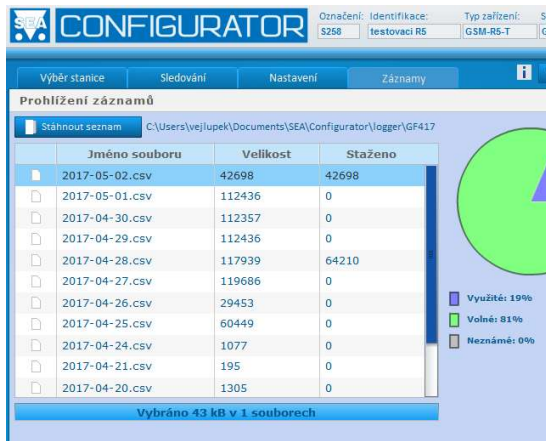 SEA CONFIGURATOR
Označení: Identifikace: Typ zařízení:
S258 testovaci R5 GSM-R5-T
Výběr stanice Sledování Nastavení Záznamy i
Prohlížení záznamů
Stáhnout seznam C:\Users\vejlupek\Documents\SEA\Configurator\logger\GF417
Jméno souboru Velikost Staženo
2017-05-02.csv 42698 42698
2017-05-01.csv 112436 0
2017-04-30.csv 112357 0
2017-04-29.csv 112436 0
2017-04-28.csv 117939 64210
2017-04-27.csv 119686 0
2017-04-26.csv 29453 0
2017-04-25.csv 60449 0
2017-04-24.csv 1077 0
2017-04-21.csv 195 0
2017-04-20.csv 1305 0
Využité: 19%
Volné: 81%
Neznámé: 0%
Vybráno 43 kB v 1 souborech